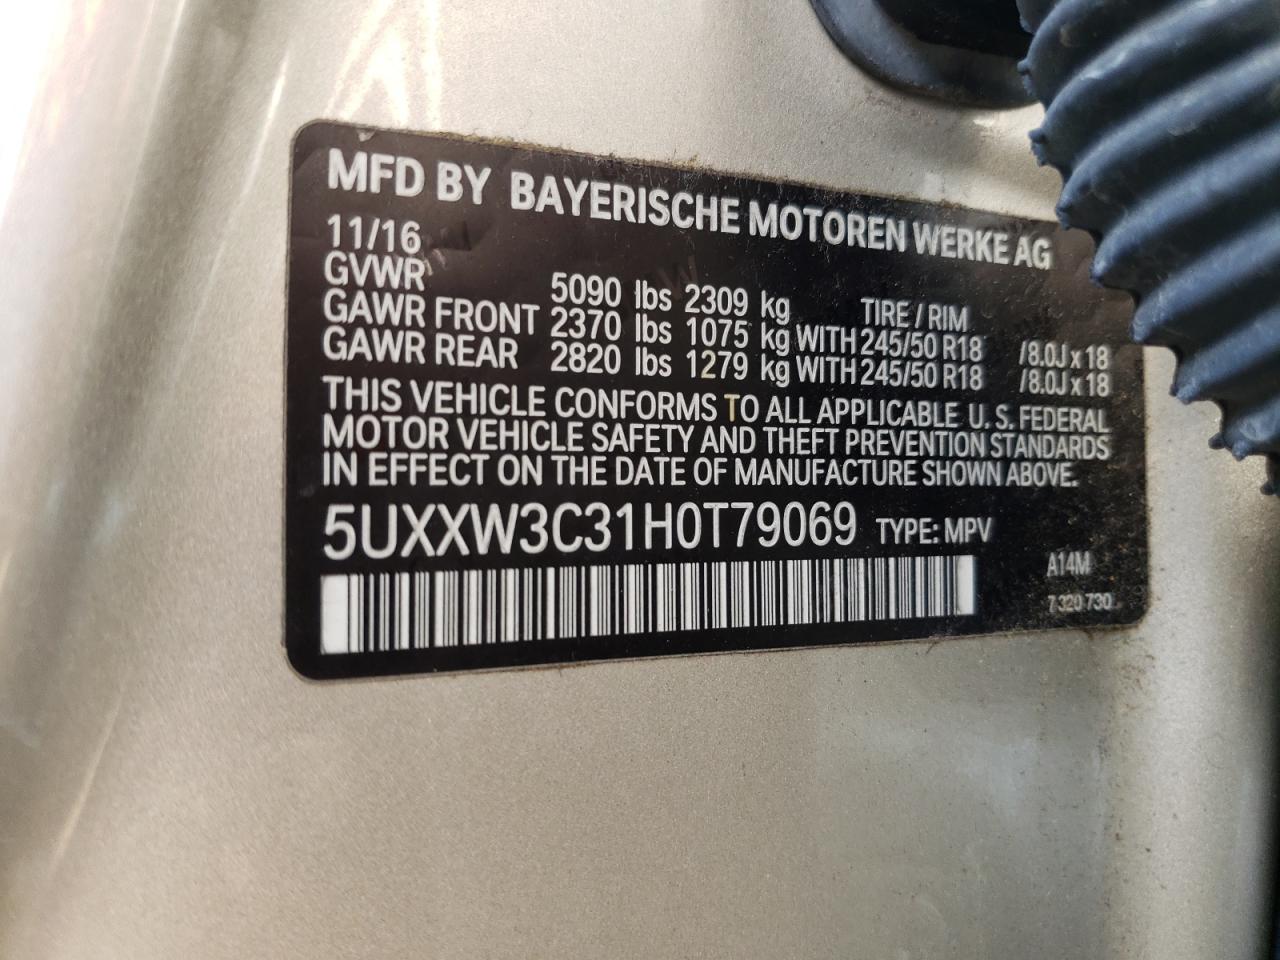 MFD BY BAYERISCHE MOTOREN WERKE AG
11/16
GVWR 5090 lbs 2309 kg TIRE / RIM
GAWR FRONT 2370 lbs 1075 kg WITH 245/50 R18 /8.0J x 18
GAWR REAR 2820 lbs 1279 kg WITH 245/50 R18 /8.0J x 18
THIS VEHICLE CONFORMS TO ALL APPLICABLE U.S. FEDERAL
MOTOR VEHICLE SAFETY AND THEFT PREVENTION STANDARDS
IN EFFECT ON THE DATE OF MANUFACTURE SHOWN ABOVE.
5UXXW3C31H0T79069 TYPE: MPV
A14M
7 320 730